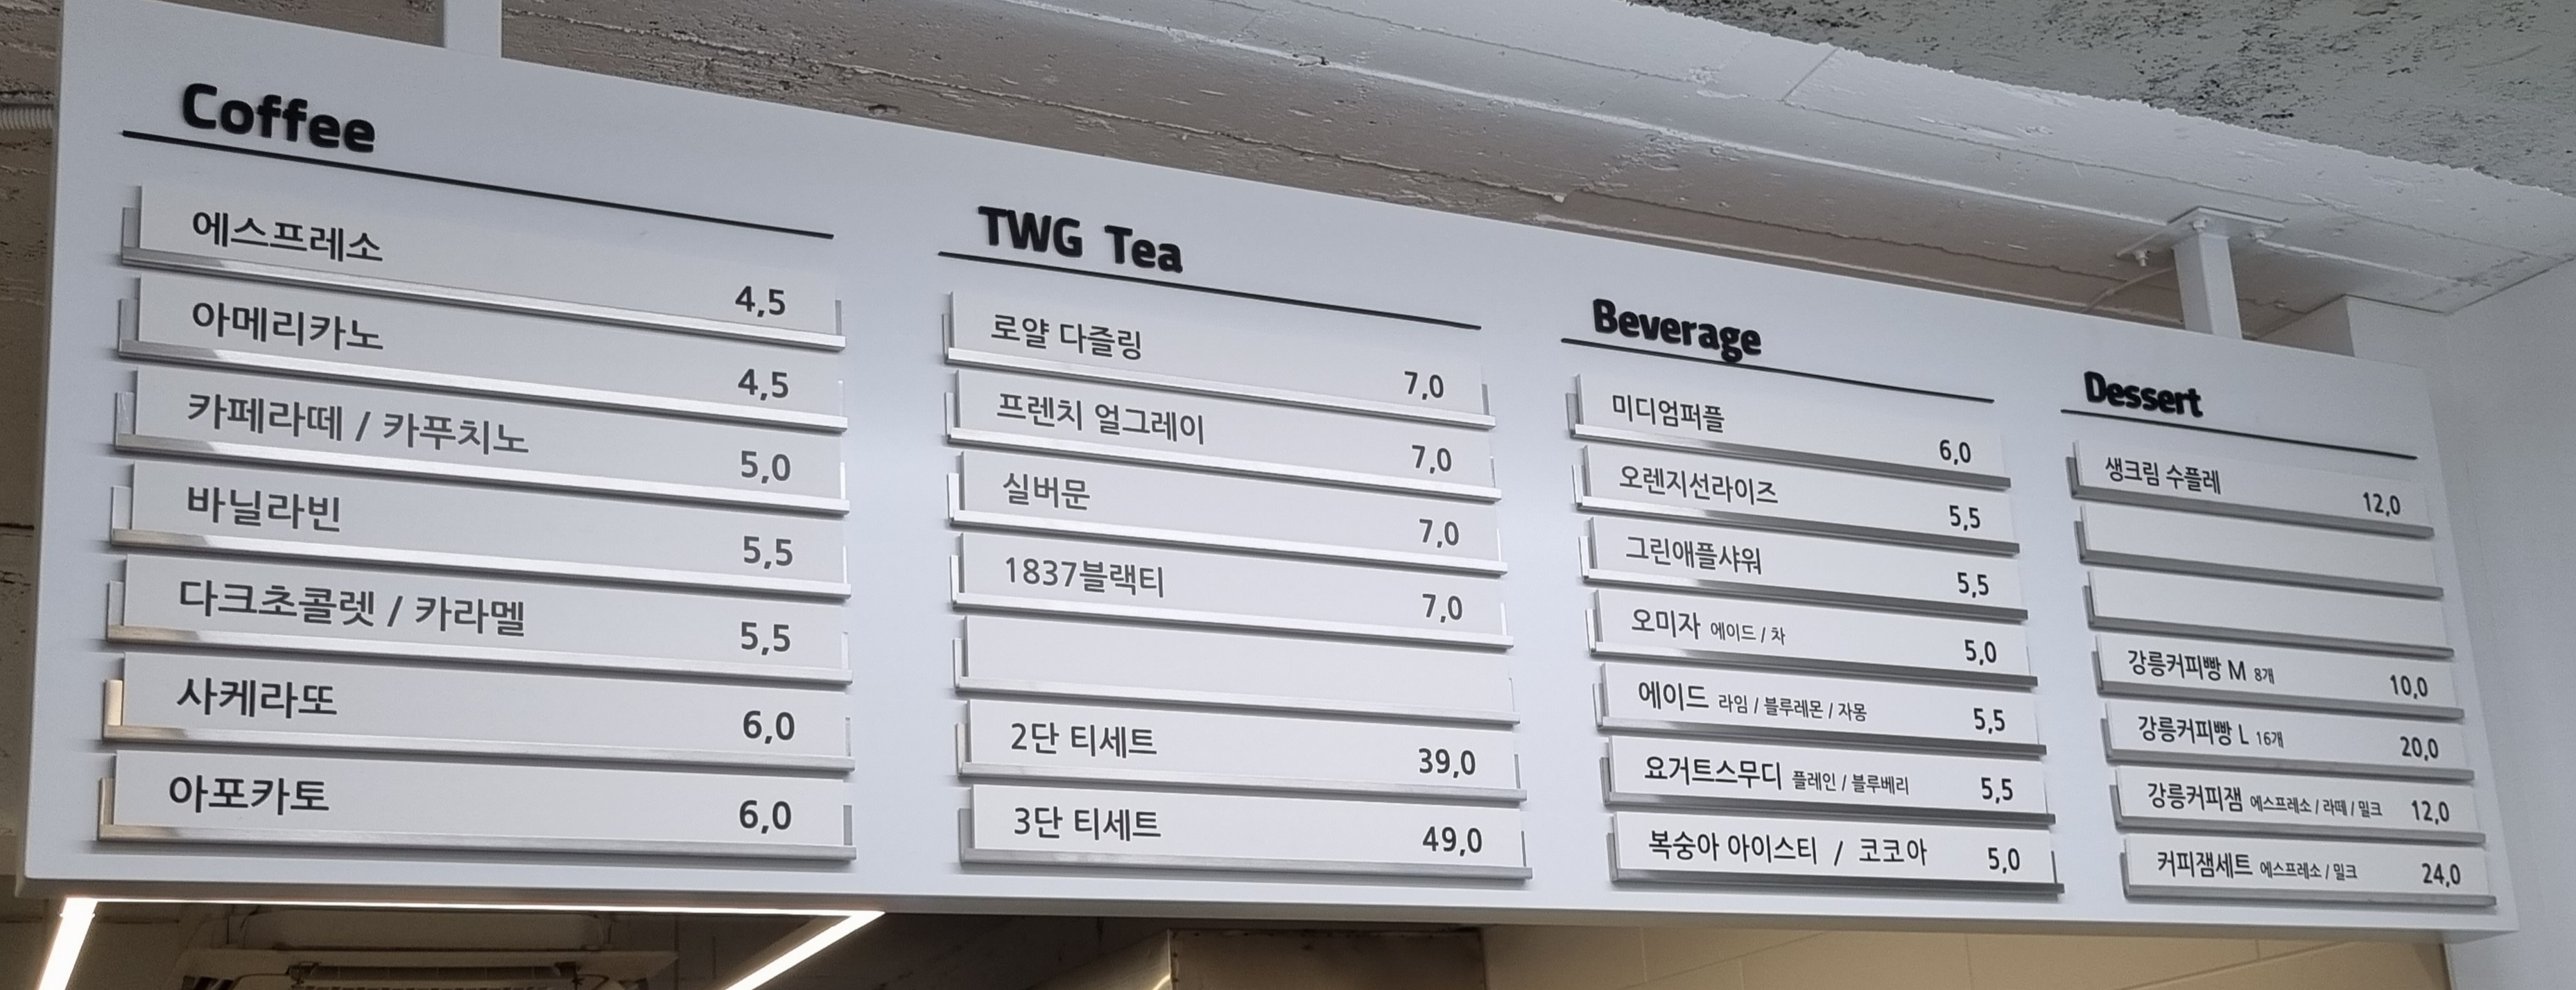 Coffee
에스프레소 4,5
아메리카노 4,5
카페라떼 / 카푸치노 5,0
바닐라빈 5,5
다크초콜렛 / 카라멜 5,5
사케라또 6,0
아포카토 6,0
TWG Tea
로얄 다즐링 7,0
프렌치 얼그레이 7,0
실버문 7,0
1837블랙티 7,0
2단 티세트 39,0
3단 티세트 49,0
Beverage
미디엄퍼플 6,0
오렌지선라이즈 5,5
그린애플샤워 5,5
오미자 에이드 / 차 5,0
에이드 라임 / 블루레몬 / 자몽 5,5
요거트스무디 플레인 / 블루베리 5,5
복숭아 아이스티 / 코코아 5,0
Dessert
생크림 수플레 12,0
강릉커피빵 M 8개 10,0
강릉커피빵 L 16개 20,0
강릉커피잼 에스프레소 / 라떼 / 밀크 12,0
커피잼세트 에스프레소 / 밀크 24,0